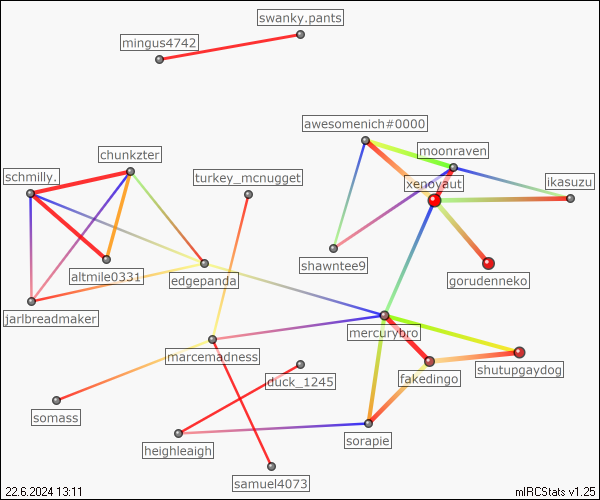 swanky.pants
mingus4742
awesomenich#0000
moonraven
chunkzter
schmilly.
turkey_mcnugget
xenoyaut
ikasuzu
shawntee9
altmile0331
edgepanda
gorudenneko
jarlbreadmaker
mercurybro
marcemadness
shutupgaydog
duck_1245
fakedingo
somass
heighleaigh
sorapie
samuel4073
22.6.2024 13:11
mIRCStats v1.25